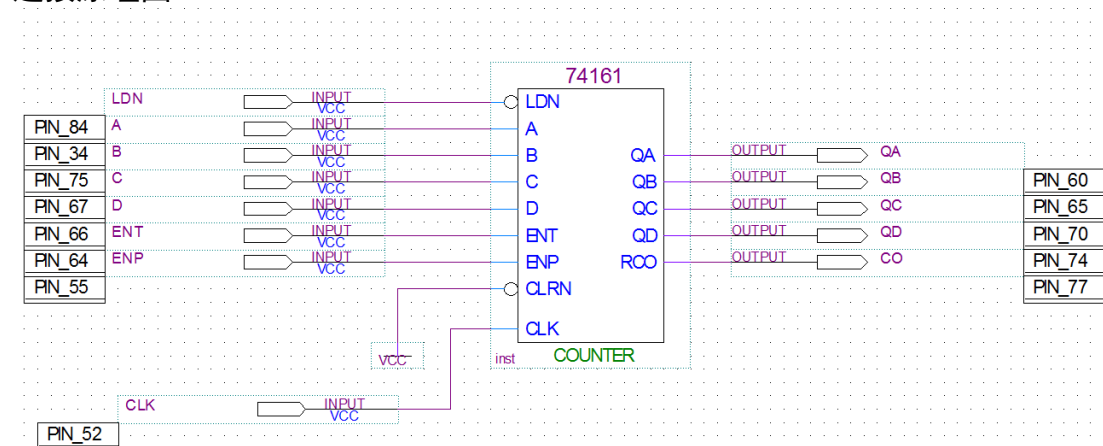 74161
LDN INPUT VCC LDN
PIN_84 A INPUT VCC A
PIN_34 B INPUT VCC B QA OUTPUT QA
PIN_75 C INPUT VCC C QB OUTPUT QB PIN_60
PIN_67 D INPUT VCC D QC OUTPUT QC PIN_65
PIN_66 ENT INPUT VCC ENT QD OUTPUT QD PIN_70
PIN_64 ENP INPUT VCC ENP RCO OUTPUT CO PIN_74
PIN_55 CLRN PIN_77
CLK
VCC inst COUNTER
CLK INPUT VCC
PIN_52